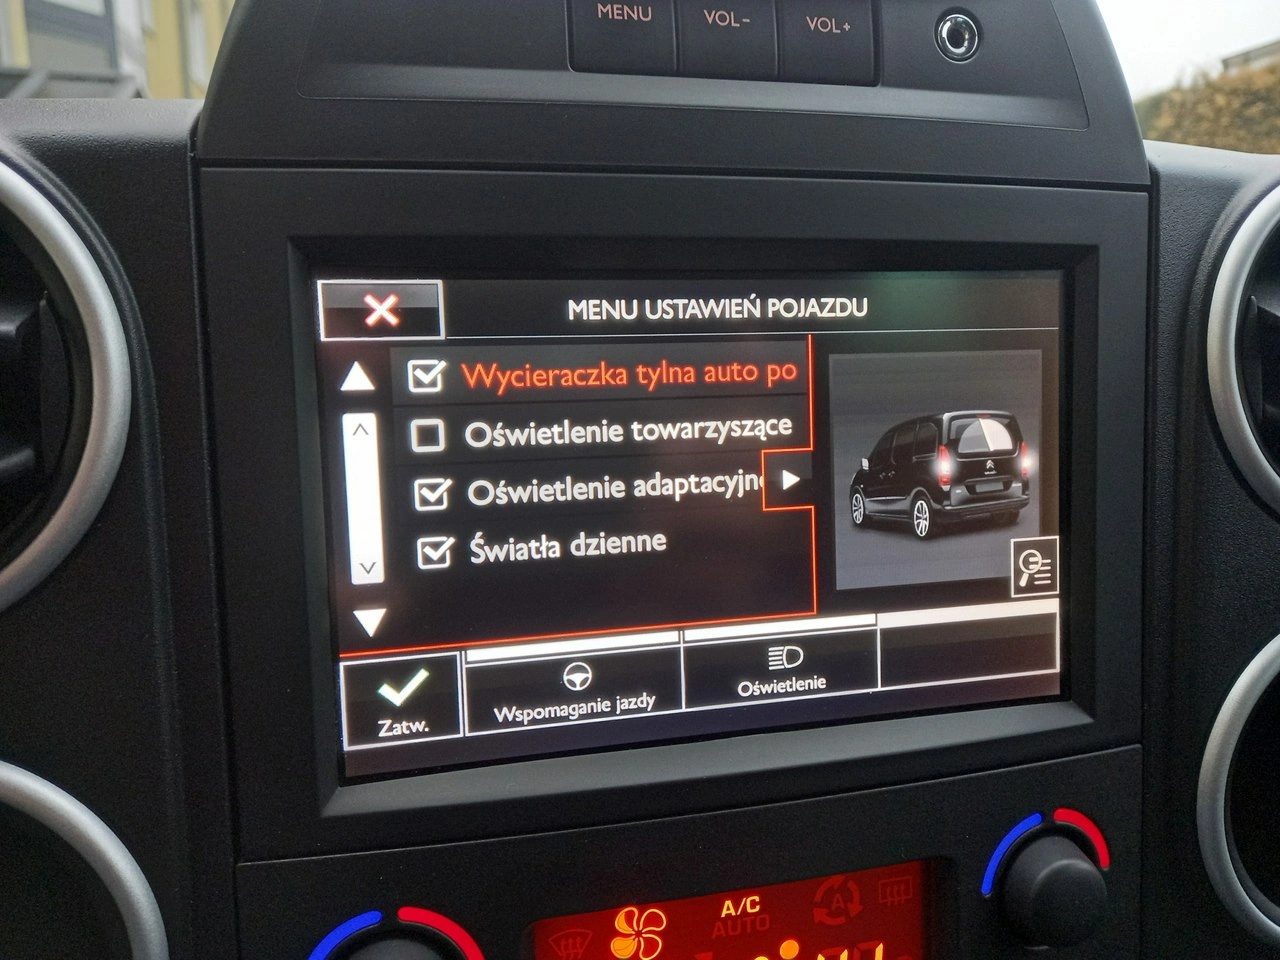 MENU
VOL-
VOL+
MENU USTAWIEŃ POJAZDU
Wycieraczka tylna auto po
Oświetlenie towarzyszące
Oświetlenie adaptacyjn
Światła dzienne
Zatw.
Wspomaganie jazdy
Oświetlenie
A/C
AUTO
A